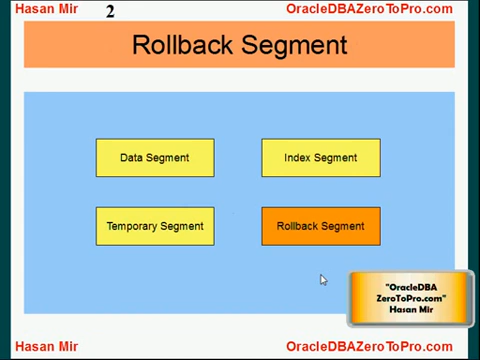 Hasan Mir
2
OracleDBAZeroToPro.com
Rollback Segment
Data Segment
Index Segment
Temporary Segment
Rollback Segment
"OracleDBA
ZeroToPro.com"
Hasan Mir
Hasan Mir
OracleDBAZeroToPro.com